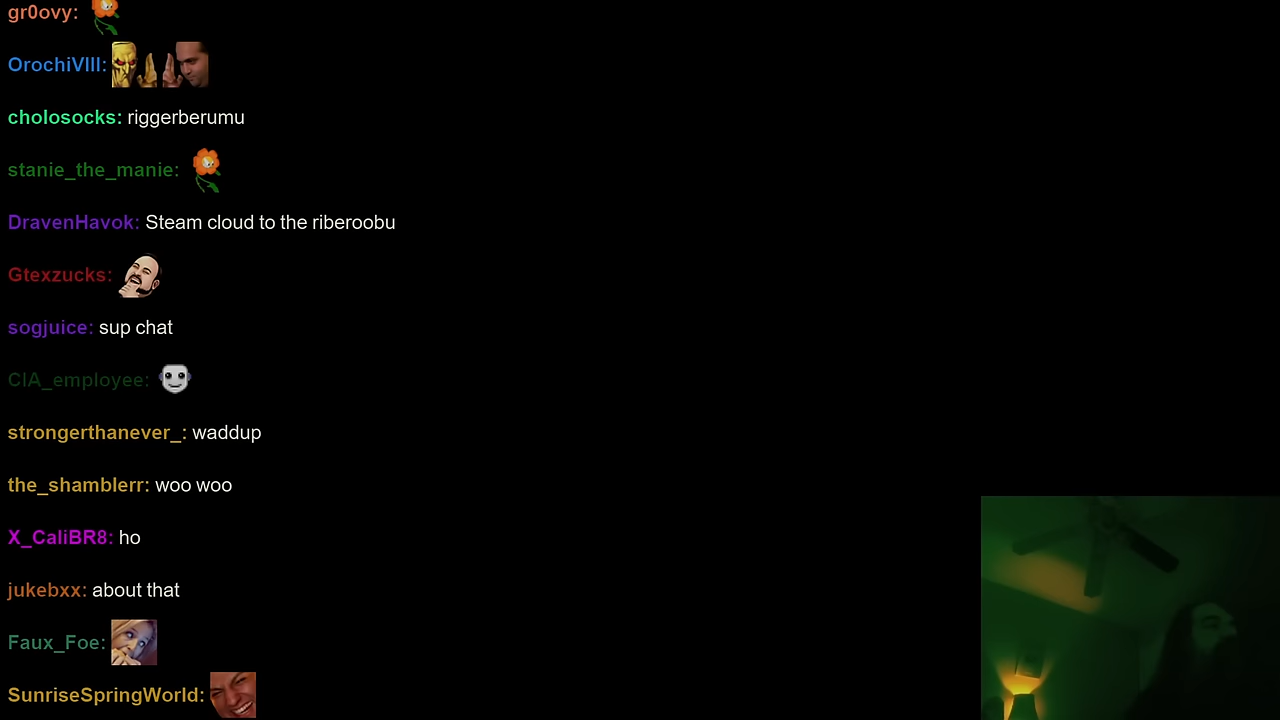 gr0ovy:
OrochiVIII:
cholosocks: riggerberumu
stanie_the_manie:
DravenHavok: Steam cloud to the riberoobu
Gtexzucks:
sogjuice: sup chat
CIA_employee:
strongerthanever_: waddup
the_shamblerr: woo woo
X_CaliBR8: ho
jukebxx: about that
Faux_Foe:
SunriseSpringWorld: